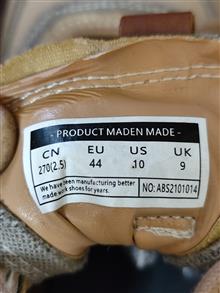 - PRODUCT MADEN MADE -
CN EU US UK
270(2.5) 44 10 9
We have been manufacturing better
made work shoes for years.
NO: ABS2101014